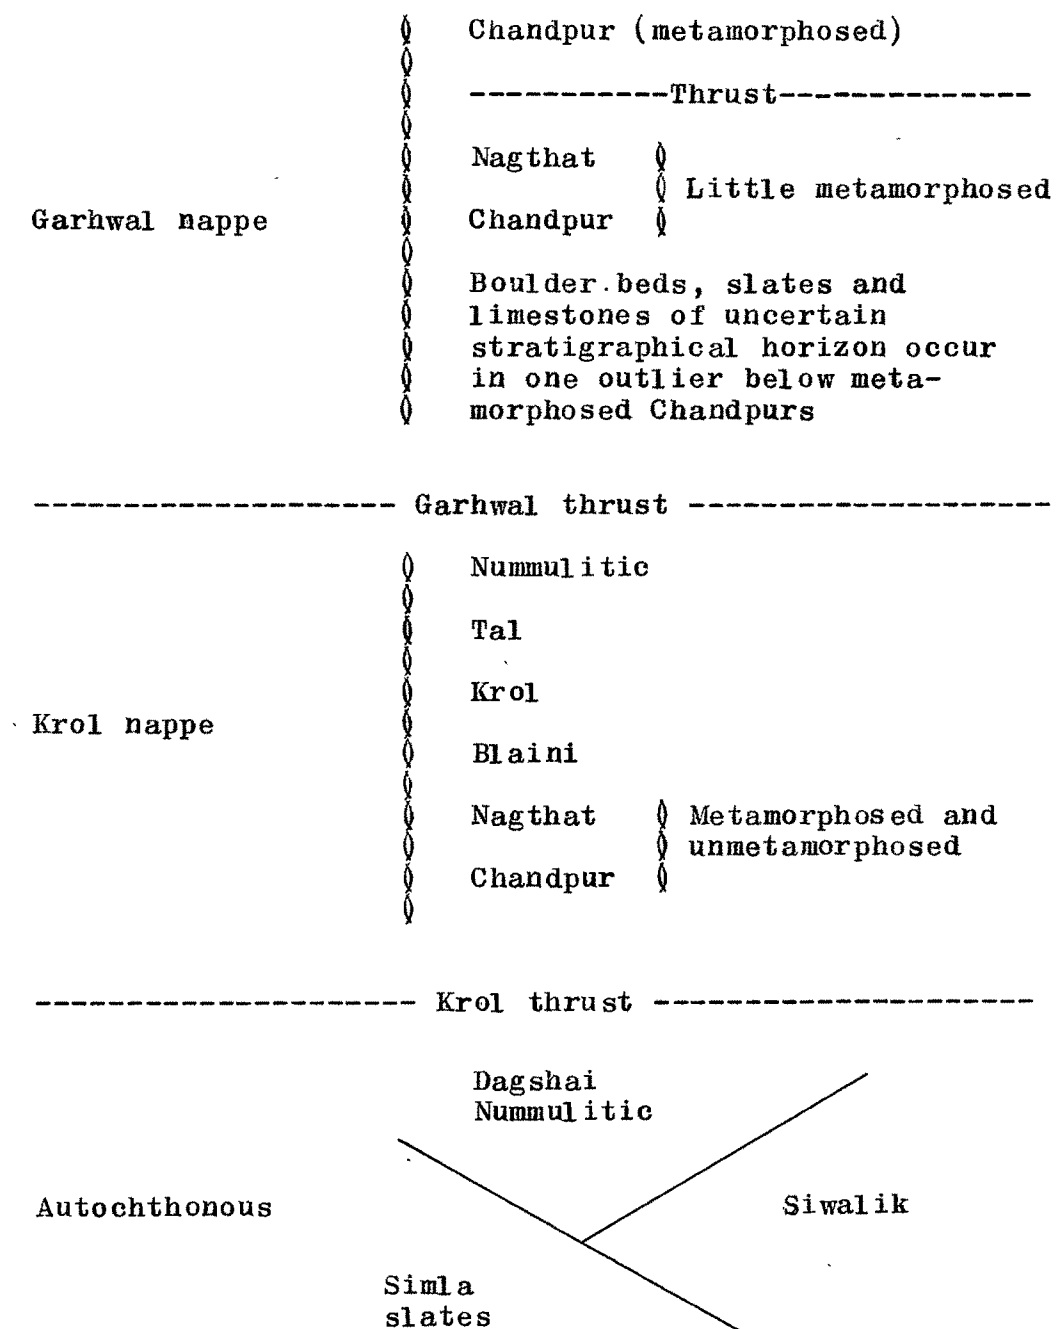 Chandpur (metamorphosed)
-----------Thrust--------------
Nagthat
Little metamorphosed
Garhwal nappe
Chandpur
Boulder beds, slates and
limestones of uncertain
stratigraphical horizon occur
in one outlier below meta-
morphosed Chandpurs
-------------------- Garhwal thrust --------------------
Nummulitic
Tal
Krol
Krol nappe
Blaini
Nagthat
Metamorphosed and
unmetamorphosed
Chandpur
--------------------- Krol thrust ---------------------
Dagshai
Nummulitic
Autochthonous
Siwalik
Simla
slates